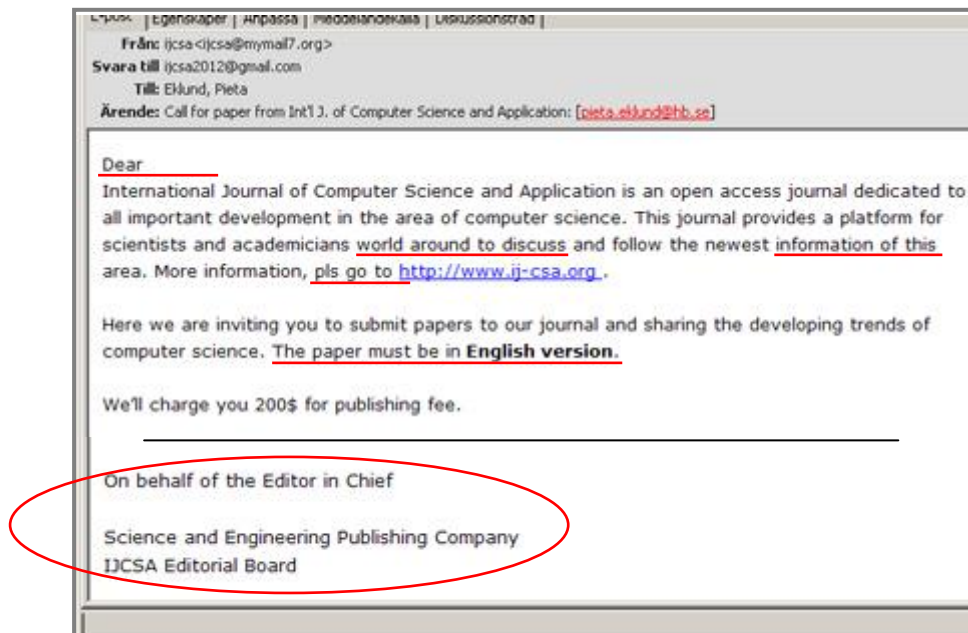 E-post Egenskaper Anpassa Meddelandekälla Diskussionstråd
Från: ijcsa<ijcsa@mymail7.org>
Svara till ijcsa2012@gmail.com
Till: Eklund, Pieta
Ärende: Call for paper from Int'l J. of Computer Science and Application: [pieta.eklund@hb.se]
Dear
International Journal of Computer Science and Application is an open access journal dedicated to
all important development in the area of computer science. This journal provides a platform for
scientists and academicians world around to discuss and follow the newest information of this
area. More information, pls go to http://www.ij-csa.org .
Here we are inviting you to submit papers to our journal and sharing the developing trends of
computer science. The paper must be in English version.
We'll charge you 200$ for publishing fee.
On behalf of the Editor in Chief
Science and Engineering Publishing Company
IJCSA Editorial Board